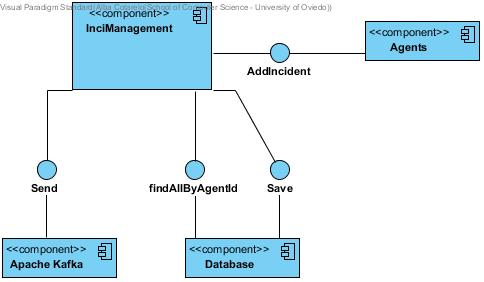 Visual Paradigm Standard(Alba Cotarelo(School of Computer Science - University of Oviedo))
<<component>>
InciManagement
<<component>>
Agents
AddIncident
Send
findAllByAgentId
Save
<<component>>
Apache Kafka
<<component>>
Database